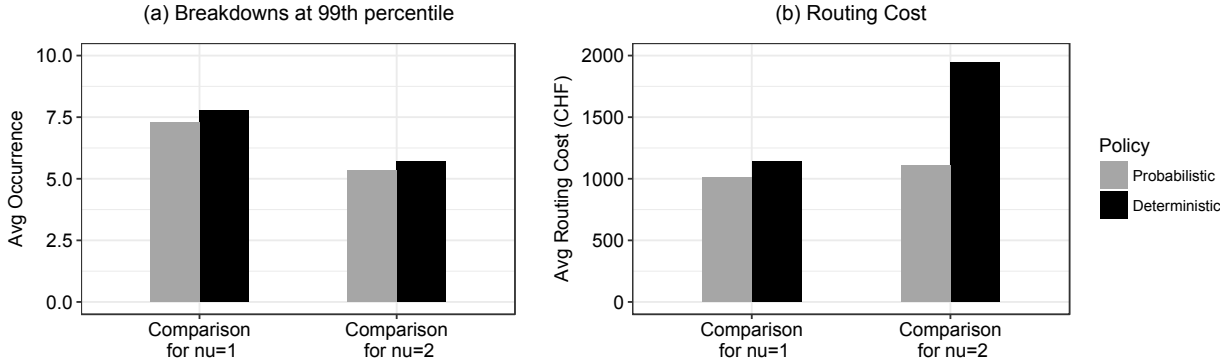 (a) Breakdowns at 99th percentile
10.0
7.5
5.0
2.5
0.0
Avg Occurrence
Comparison
for nu=1
Comparison
for nu=2
(b) Routing Cost
2000
1500
1000
500
0
Avg Routing Cost (CHF)
Comparison
for nu=1
Comparison
for nu=2
Policy
Probabilistic
Deterministic